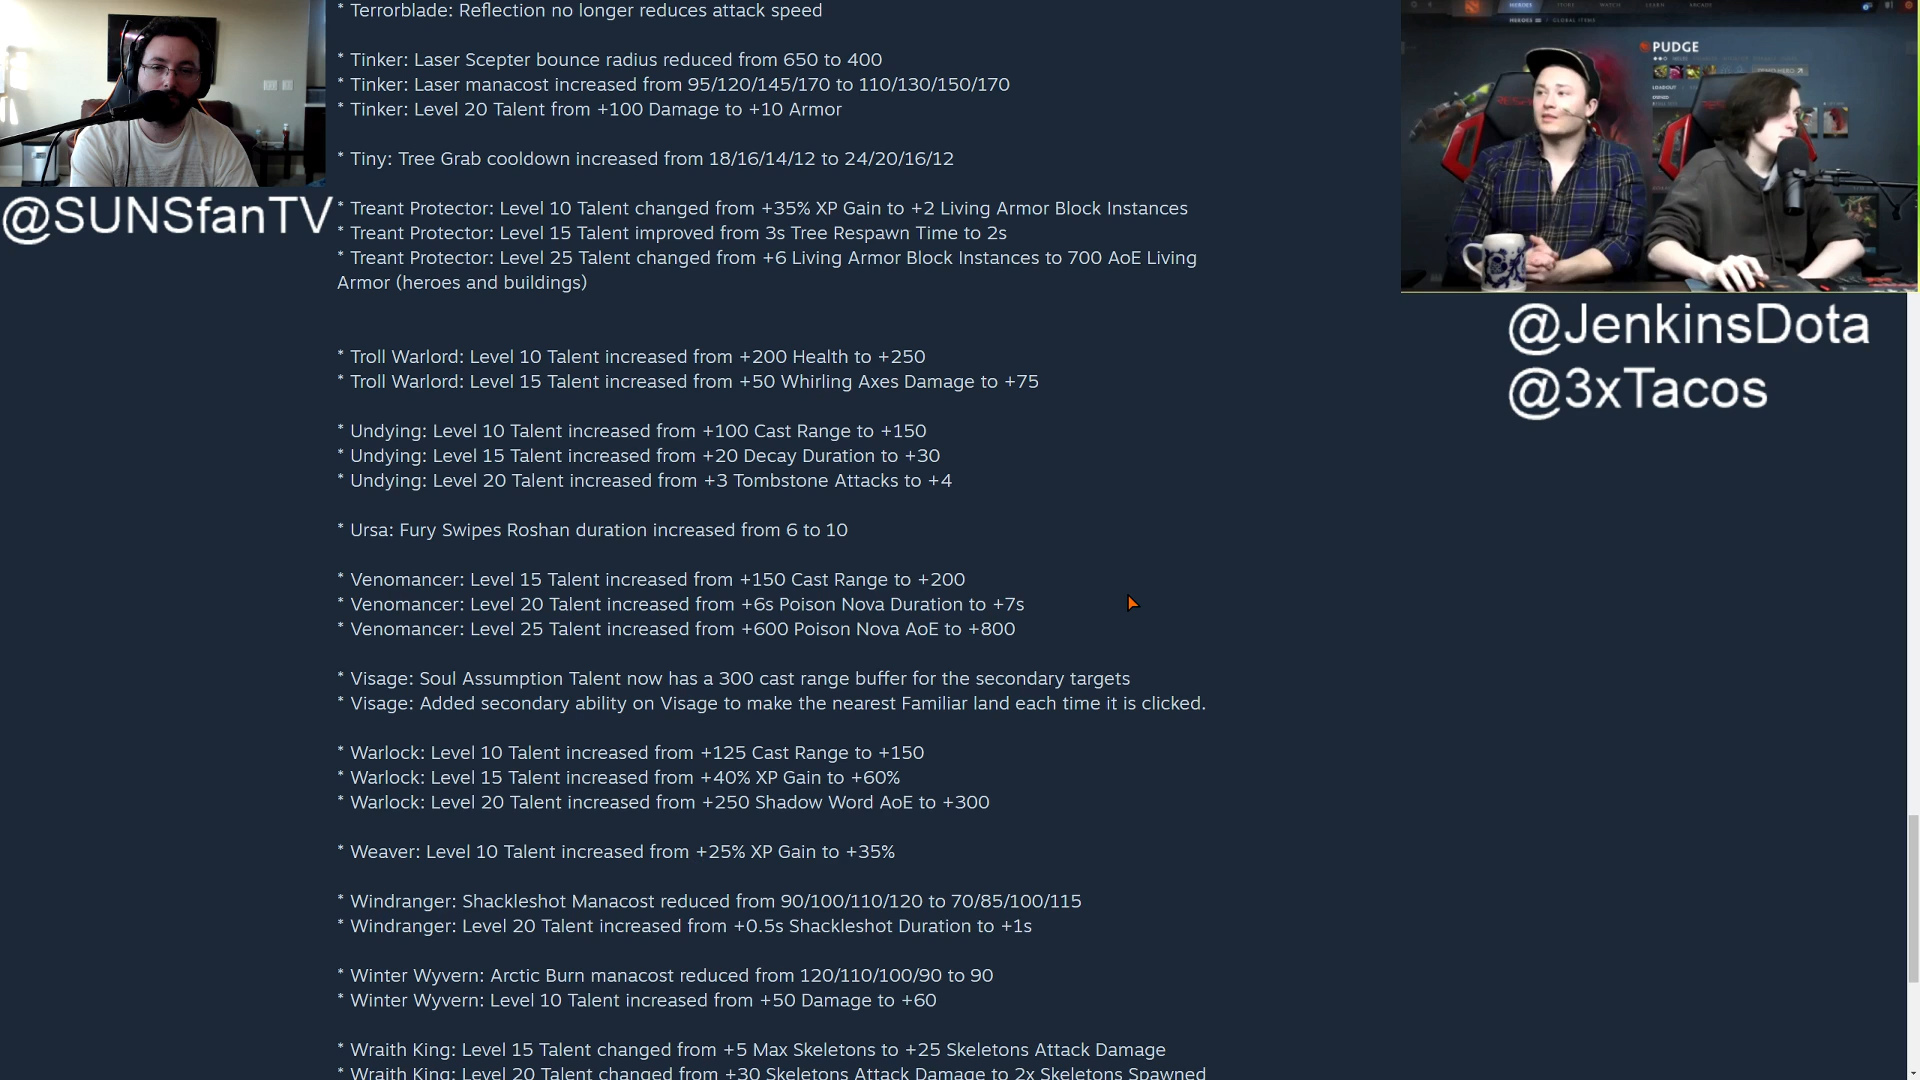 * Terrorblade: Reflection no longer reduces attack speed
* Tinker: Laser Scepter bounce radius reduced from 650 to 400
* Tinker: Laser manacost increased from 95/120/145/170 to 110/130/150/170
* Tinker: Level 20 Talent from +100 Damage to +10 Armor
* Tiny: Tree Grab cooldown increased from 18/16/14/12 to 24/20/16/12
* Treant Protector: Level 10 Talent changed from +35% XP Gain to +2 Living Armor Block Instances
* Treant Protector: Level 15 Talent improved from 3s Tree Respawn Time to 2s
* Treant Protector: Level 25 Talent changed from +6 Living Armor Block Instances to 700 AoE Living
Armor (heroes and buildings)
* Troll Warlord: Level 10 Talent increased from +200 Health to +250
* Troll Warlord: Level 15 Talent increased from +50 Whirling Axes Damage to +75
* Undying: Level 10 Talent increased from +100 Cast Range to +150
* Undying: Level 15 Talent increased from +20 Decay Duration to +30
* Undying: Level 20 Talent increased from +3 Tombstone Attacks to +4
* Ursa: Fury Swipes Roshan duration increased from 6 to 10
* Venomancer: Level 15 Talent increased from +150 Cast Range to +200
* Venomancer: Level 20 Talent increased from +6s Poison Nova Duration to +7s
* Venomancer: Level 25 Talent increased from +600 Poison Nova AoE to +800
* Visage: Soul Assumption Talent now has a 300 cast range buffer for the secondary targets
* Visage: Added secondary ability on Visage to make the nearest Familiar land each time it is clicked.
* Warlock: Level 10 Talent increased from +125 Cast Range to +150
* Warlock: Level 15 Talent increased from +40% XP Gain to +60%
* Warlock: Level 20 Talent increased from +250 Shadow Word AoE to +300
* Weaver: Level 10 Talent increased from +25% XP Gain to +35%
* Windranger: Shackleshot Manacost reduced from 90/100/110/120 to 70/85/100/115
* Windranger: Level 20 Talent increased from +0.5s Shackleshot Duration to +1s
* Winter Wyvern: Arctic Burn manacost reduced from 120/110/100/90 to 90
* Winter Wyvern: Level 10 Talent increased from +50 Damage to +60
* Wraith King: Level 15 Talent changed from +5 Max Skeletons to +25 Skeletons Attack Damage
* Wraith King: Level 20 Talent changed from +30 Skeletons Attack Damage to 2x Skeletons Spawned
@SUNSfanTV
HEROES
GLOBAL ITEMS
PUDGE
LOADOUT
@JenkinsDota
@3xTacos